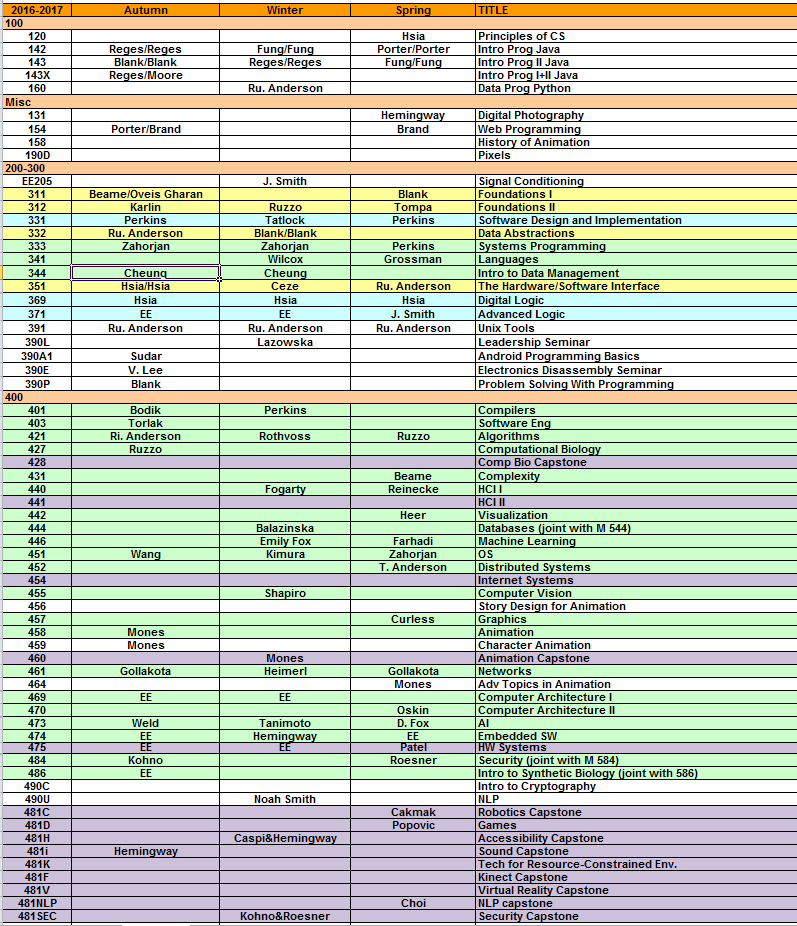 2016-2017 Autumn Winter Spring TITLE
100
120 Hsia Principles of CS
142 Reges/Reges Fung/Fung Porter/Porter Intro Prog Java
143 Blank/Blank Reges/Reges Fung/Fung Intro Prog II Java
143X Reges/Moore Intro Prog I+II Java
160 Ru. Anderson Data Prog Python
Misc
131 Hemingway Digital Photography
154 Porter/Brand Brand Web Programming
158 History of Animation
190D Pixels
200-300
EE205 J. Smith Signal Conditioning
311 Beame/Oveis Gharan Blank Foundations I
312 Karlin Ruzzo Tompa Foundations II
331 Perkins Tatlock Perkins Software Design and Implementation
332 Ru. Anderson Blank/Blank Data Abstractions
333 Zahorjan Zahorjan Perkins Systems Programming
341 Wilcox Grossman Languages
344 Cheung Cheung Intro to Data Management
351 Hsia/Hsia Ceze Ru. Anderson The Hardware/Software Interface
369 Hsia Hsia Hsia Digital Logic
371 EE EE J. Smith Advanced Logic
391 Ru. Anderson Ru. Anderson Ru. Anderson Unix Tools
390L Lazowska Leadership Seminar
390A1 Sudar Android Programming Basics
390E V. Lee Electronics Disassembly Seminar
390P Blank Problem Solving With Programming
400
401 Bodik Perkins Compilers
403 Torlak Software Eng
421 Ri. Anderson Rothvoss Ruzzo Algorithms
427 Ruzzo Computational Biology
428 Comp Bio Capstone
431 Beame Complexity
440 Fogarty Reinecke HCI I
441 HCI II
442 Heer Visualization
444 Balazinska Databases (joint with M 544)
446 Emily Fox Farhadi Machine Learning
451 Wang Kimura Zahorjan OS
452 T. Anderson Distributed Systems
454 Internet Systems
455 Shapiro Computer Vision
456 Story Design for Animation
457 Curless Graphics
458 Mones Animation
459 Mones Character Animation
460 Mones Animation Capstone
461 Gollakota Heimerl Gollakota Networks
464 Mones Adv Topics in Animation
469 EE EE Computer Architecture I
470 Oskin Computer Architecture II
473 Weld Tanimoto D. Fox AI
474 EE Hemingway EE Embedded SW
475 EE EE Patel HW Systems
484 Kohno Roesner Security (joint with M 584)
486 EE Intro to Synthetic Biology (joint with 586)
490C Intro to Cryptography
490U Noah Smith NLP
481C Cakmak Robotics Capstone
481D Popovic Games
481H Caspi&Hemingway Accessibility Capstone
481i Hemingway Sound Capstone
481K Tech for Resource-Constrained Env.
481F Kinect Capstone
481V Virtual Reality Capstone
481NLP Choi NLP capstone
481SEC Kohno&Roesner Security Capstone